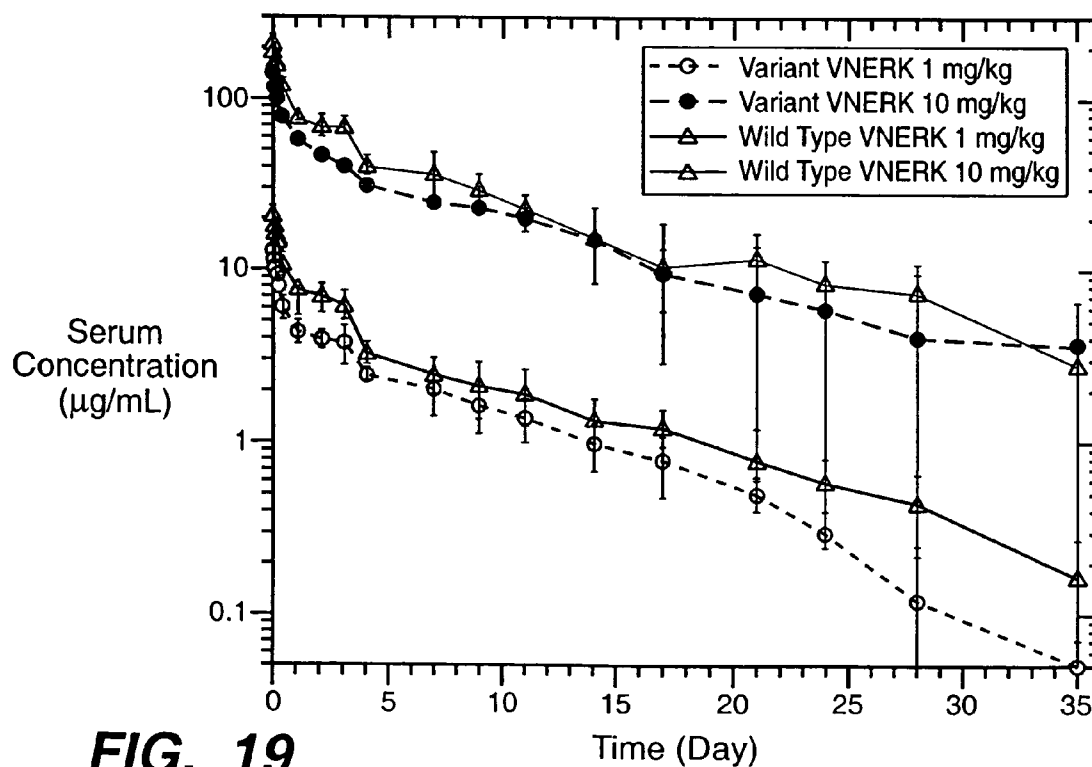 100
10
1
0.1
Serum
Concentration
(µg/mL)
Variant VNERK 1 mg/kg
Variant VNERK 10 mg/kg
Wild Type VNERK 1 mg/kg
Wild Type VNERK 10 mg/kg
0 5 10 15 20 25 30 35
Time (Day)
FIG. 19